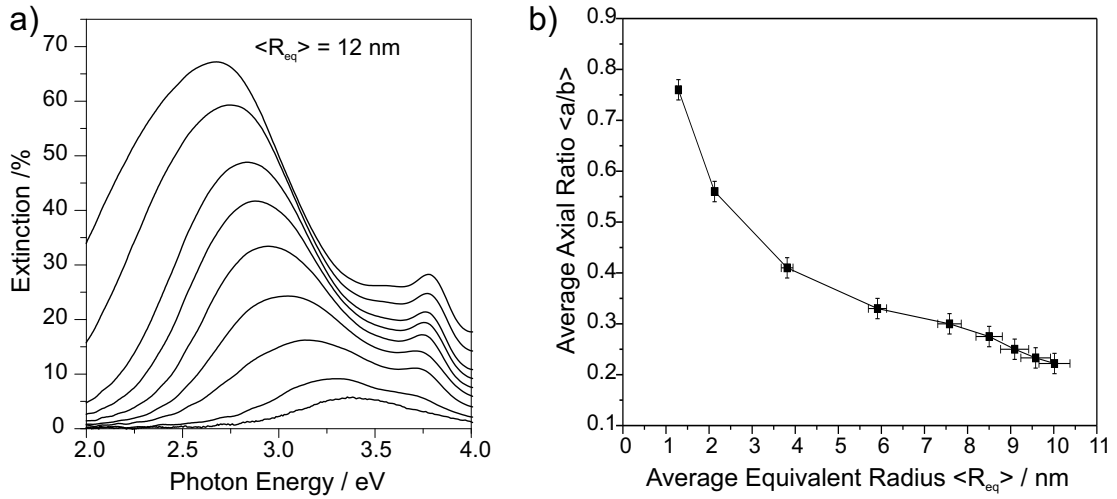 a)
<R_eq> = 12 nm
70
60
50
40
30
20
10
0
Extinction /%
2.0 2.5 3.0 3.5 4.0
Photon Energy / eV
b)
0.9
0.8
0.7
0.5
0.4
0.3
0.2
0.1
Average Axial Ratio <a/b>
0 1 2 3 4 5 6 7 8 9 10 11
Average Equivalent Radius <R_eq> / nm